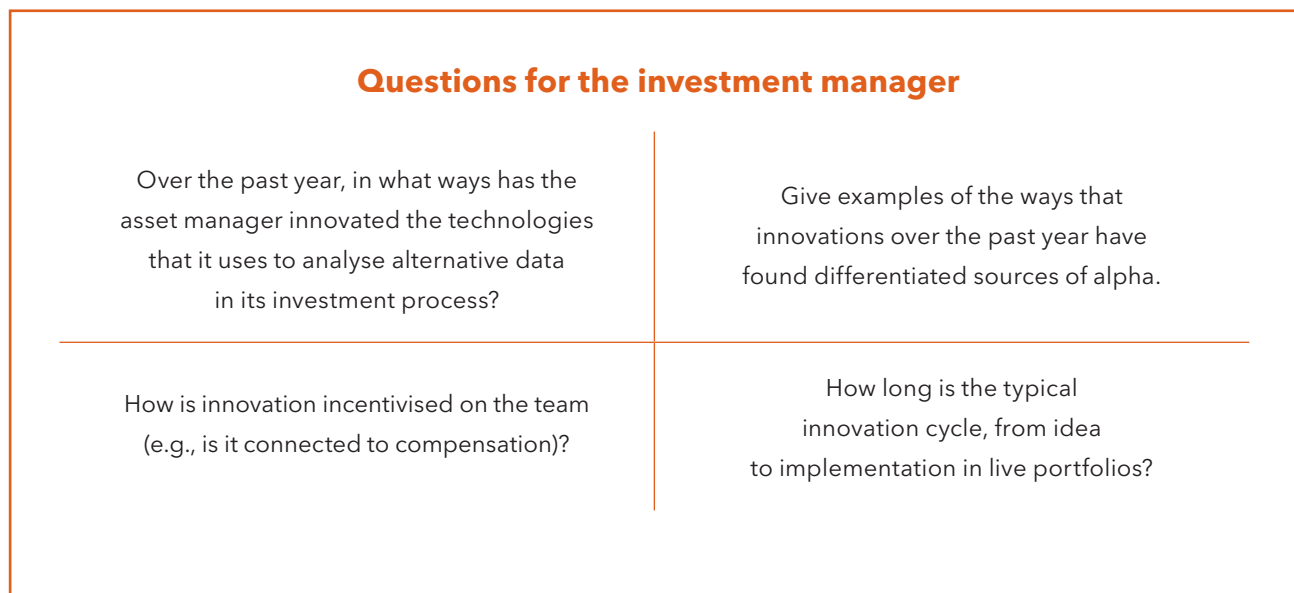 Questions for the investment manager
Over the past year, in what ways has the
asset manager innovated the technologies
that it uses to analyse alternative data
in its investment process?
Give examples of the ways that
innovations over the past year have
found differentiated sources of alpha.
How is innovation incentivised on the team
(e.g., is it connected to compensation)?
How long is the typical
innovation cycle, from idea
to implementation in live portfolios?